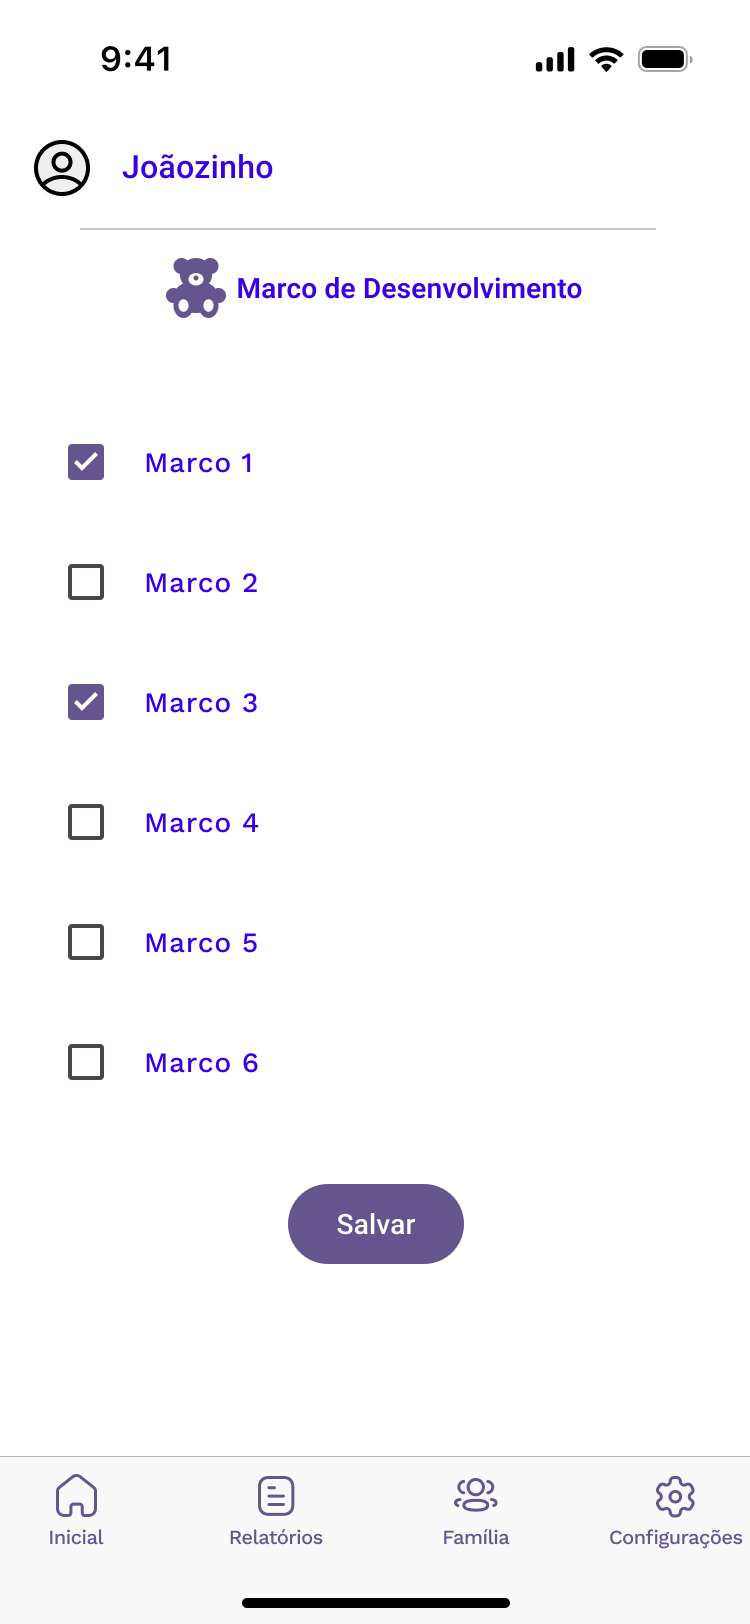 9:41
Joãozinho
Marco de Desenvolvimento
Marco 1
Marco 2
Marco 3
Marco 4
Marco 5
Marco 6
Salvar
Inicial
Relatórios
Família
Configurações